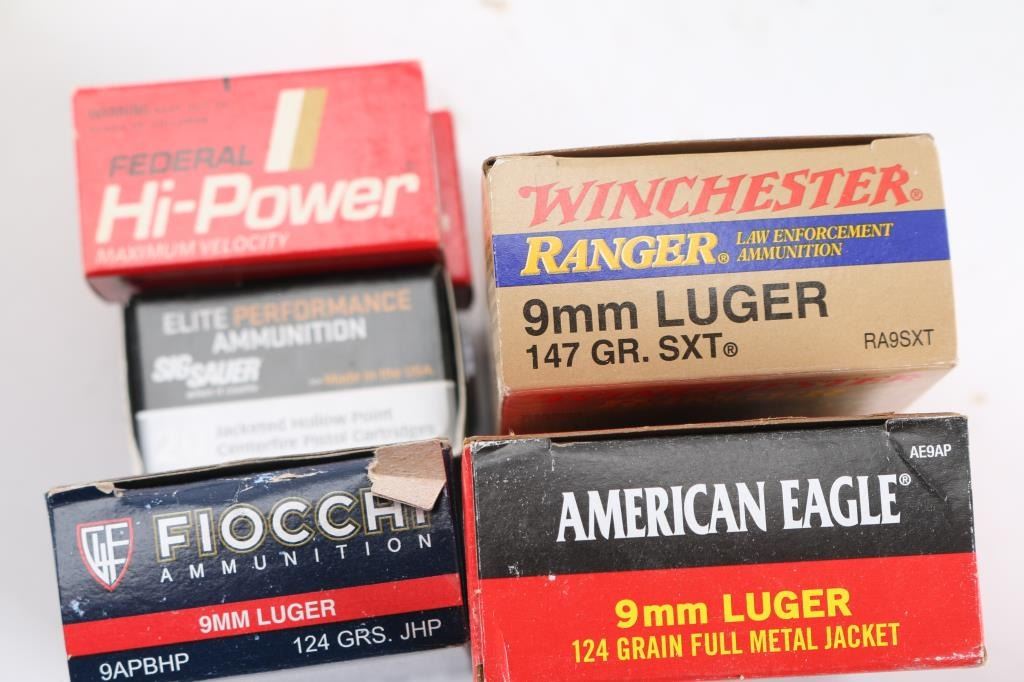 FEDERAL
Hi-Power
MAXIMUM VELOCITY
WINCHESTER®
RANGER® LAW ENFORCEMENT
AMMUNITION
9mm LUGER
147 GR. SXT®
RA9SXT
ELITE PERFORMANCE
AMMUNITION
SIG SAUER
Made in the USA
Jacketed Hollow Point
Centerfire Pistol Cartridges
FIOCCHI
AMMUNITION
9MM LUGER
124 GRS. JHP
9APBHP
AE9AP
AMERICAN EAGLE®
9mm LUGER
124 GRAIN FULL METAL JACKET